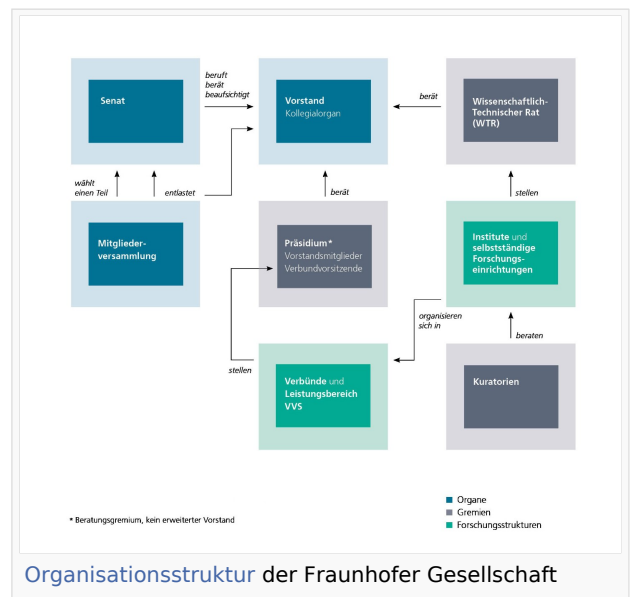 Senat
beruft
berät
beaufsichtigt
Vorstand
Kollegialorgan
berät
Wissenschaftlich-
Technischer Rat
(WTR)
wählt
einen Teil
entlastet
berät
stellen
Mitglieder-
versammlung
Präsidium*
Vorstandsmitglieder
Verbundvorsitzende
Institute und
selbstständige
Forschungs-
einrichtungen
organisieren
sich in
beraten
stellen
Verbünde und
Leistungsbereich
VVS
Kuratorien
* Beratungsgremium, kein erweiterter Vorstand
Organe
Gremien
Forschungsstrukturen
Organisationsstruktur der Fraunhofer Gesellschaft